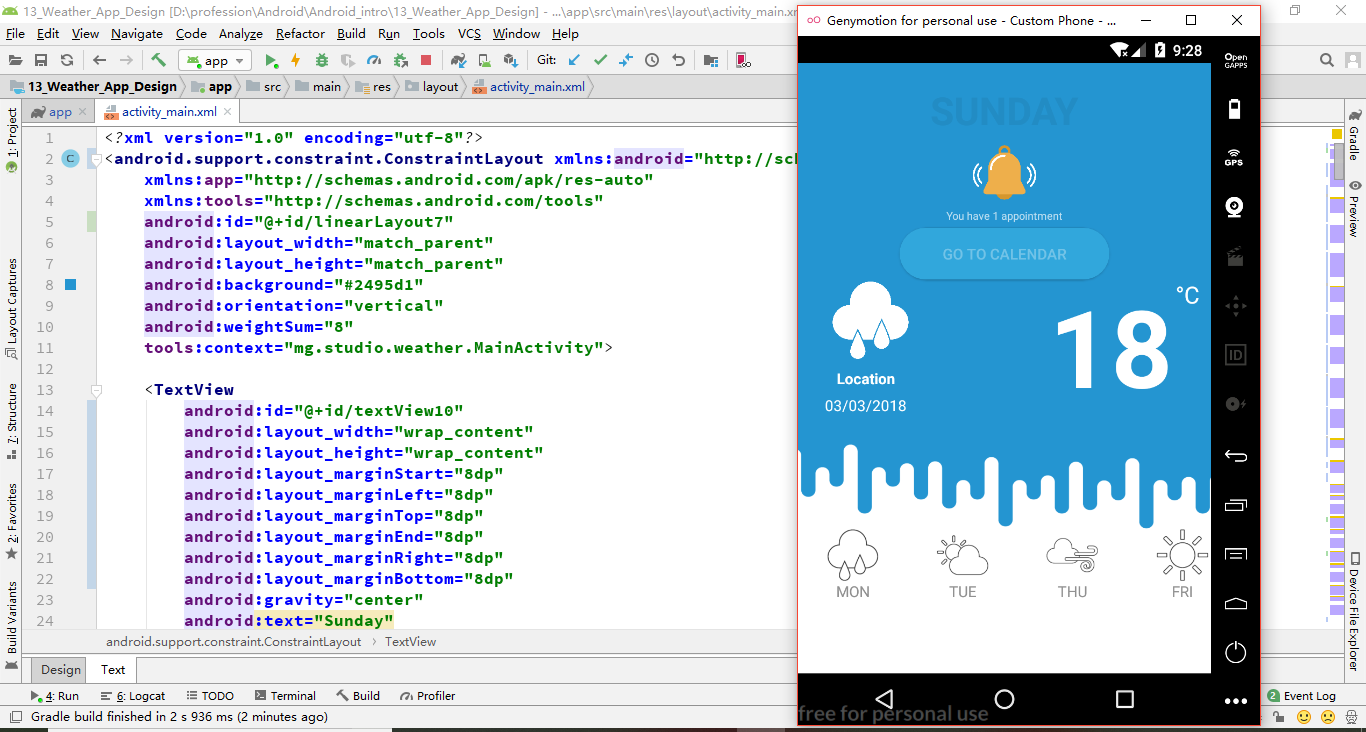 13_Weather_App_Design [D:\profession\Android\Android_intro\13_Weather_App_Design] - ...\app\src\main\res\layout\activity_main.xm
File Edit View Navigate Code Analyze Refactor Build Run Tools VCS Window Help
app Git:
13_Weather_App_Design app src main res layout activity_main.xml
app activity_main.xml
1 <?xml version="1.0" encoding="utf-8"?>
2 <android.support.constraint.ConstraintLayout xmlns:android="http://sch
3 xmlns:app="http://schemas.android.com/apk/res-auto"
4 xmlns:tools="http://schemas.android.com/tools"
5 android:id="@+id/linearLayout7"
6 android:layout_width="match_parent"
7 android:layout_height="match_parent"
8 android:background="#2495d1"
9 android:orientation="vertical"
10 android:weightSum="8"
11 tools:context="mg.studio.weather.MainActivity">
12
13 <TextView
14 android:id="@+id/textView10"
15 android:layout_width="wrap_content"
16 android:layout_height="wrap_content"
17 android:layout_marginStart="8dp"
18 android:layout_marginLeft="8dp"
19 android:layout_marginTop="8dp"
20 android:layout_marginEnd="8dp"
21 android:layout_marginRight="8dp"
22 android:layout_marginBottom="8dp"
23 android:gravity="center"
24 android:text="Sunday"
android.support.constraint.ConstraintLayout › TextView
Design Text
4: Run 6: Logcat TODO Terminal Build Profiler
Gradle build finished in 2 s 936 ms (2 minutes ago)
1: Project
Layout Captures
7: Structure
2: Favorites
Build Variants
C
Genymotion for personal use - Custom Phone - ...
9:28
SUNDAY
You have 1 appointment
GO TO CALENDAR
°C
18
Location
03/03/2018
MON TUE THU FRI
free for personal use
Open
GAPPS
GPS
ID
Gradle
Preview
Device File Explorer
2 Event Log